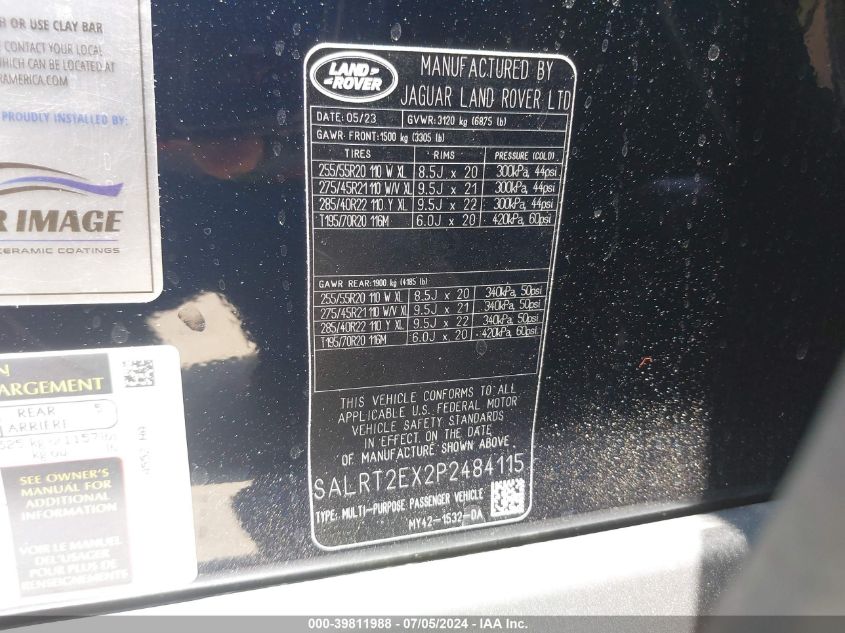 OR USE CLAY BAR
CONTACT YOUR LOCAL
WHICH CAN BE LOCATED AT
RAMERICA.COM
PROUDLY INSTALLED BY:
R IMAGE
CERAMIC COATINGS
LAND
ROVER
MANUFACTURED BY
JAGUAR LAND ROVER LTD
DATE: 05/23 GVWR: 3120 kg (6875 lb)
GAWR FRONT: 1500 kg (3305 lb)
TIRES RIMS PRESSURE (COLD)
255/55R20 110 W XL 8.5J x 20 300kPa, 44psi
275/45R21 110 W/V XL 9.5J x 21 300kPa, 44psi
285/40R22 110 Y XL 9.5J x 22 300kPa, 44psi
T195/70R20 116M 6.0J x 20 420kPa, 60psi
GAWR REAR: 1900 kg (4185 lb)
255/55R20 110 W XL 8.5J x 20 340kPa, 50psi
275/45R21 110 W/V XL 9.5J x 21 340kPa, 50psi
285/40R22 110 Y XL 9.5J x 22 340kPa, 50psi
T195/70R20 116M 6.0J x 20 420kPa, 60psi
THIS VEHICLE CONFORMS TO ALL
APPLICABLE U.S. FEDERAL MOTOR
VEHICLE SAFETY STANDARDS
IN EFFECT, ON THE DATE
OF MANUFACTURE SHOWN ABOVE
SALRT2EX2P2484115
TYPE: MULTI-PURPOSE PASSENGER VEHICLE
MY42-1532-DA
N
ARGEMENT
REAR 5
ARRIERE
SEE OWNER'S
MANUAL FOR
ADDITIONAL
INFORMATION
VOIR LE MANUEL
DEL'USAGER
POUR PLUS DE
RENSEIGNEMENTS
000-39811988 / 07/05/2024 - IAA Inc.